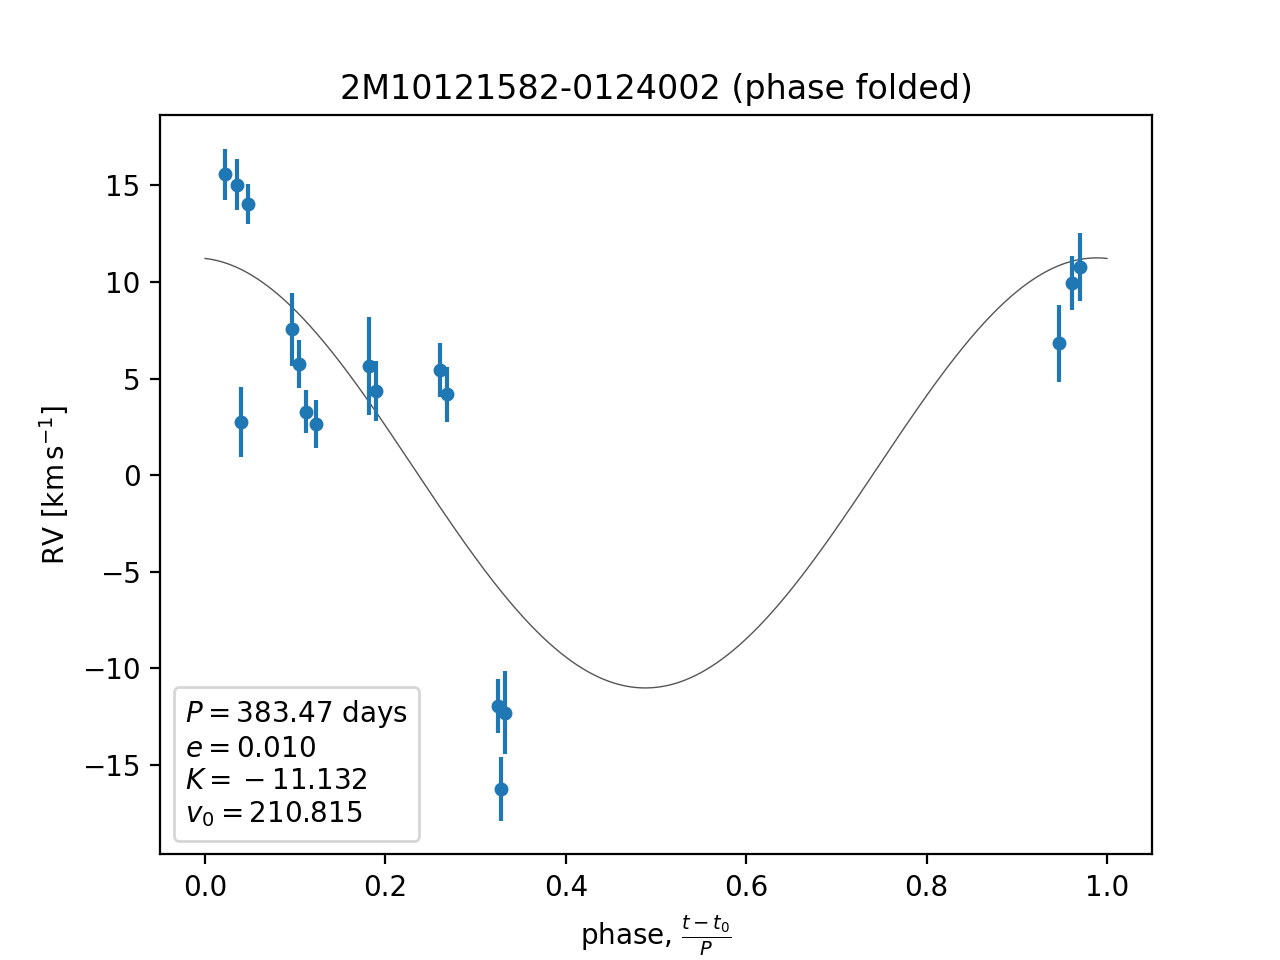 2M10121582-0124002 (phase folded)
15
10
5
0
−5
−10
−15
RV [km s⁻¹]
P = 383.47 days
e = 0.010
K = −11.132
v₀ = 210.815
0.0 0.2 0.4 0.6 0.8 1.0
phase, (t − t₀)/P